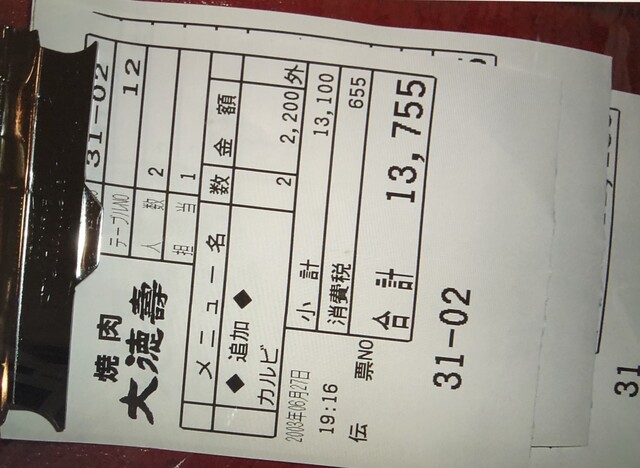 焼肉
大徳壽
31-02
テーブルNO 12
人数 2
担当 1
メニュー名 数 金額
◆ 追加 ◆
カルビ 2 2,200外
小計 13,100
消費税 655
合計 13,755
2003年06月27日
19:16
伝票NO 31-02
31